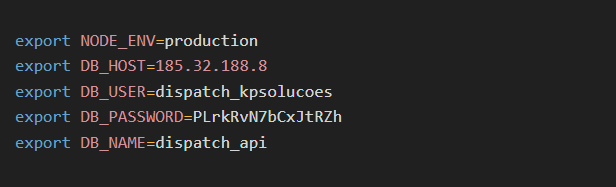 export NODE_ENV=production
export DB_HOST=185.32.188.8
export DB_USER=dispatch_kpsolucoes
export DB_PASSWORD=PLrkRvN7bCxJtRZh
export DB_NAME=dispatch_api